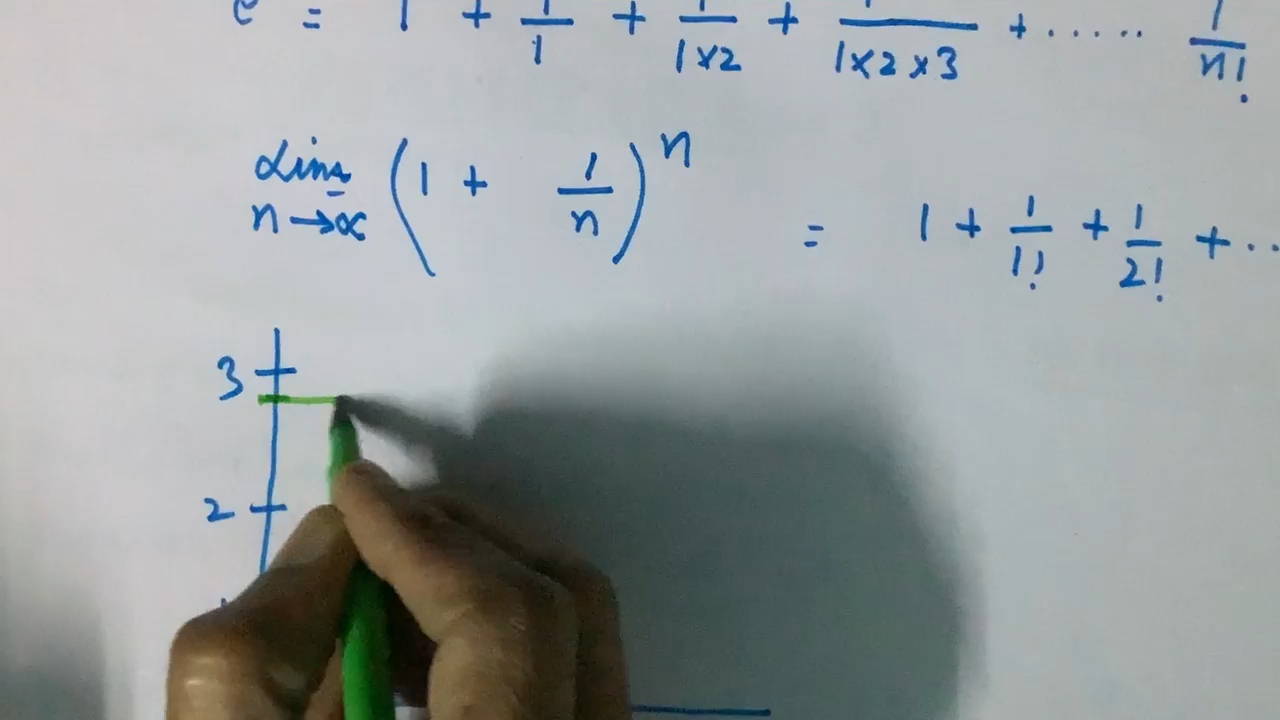 e = 1 + 1/1 + 1/1×2 + 1/1×2×3 + ...... 1/n!
Lim n→∝ (1 + 1/n)^n = 1 + 1/1! + 1/2! + ..
3
2